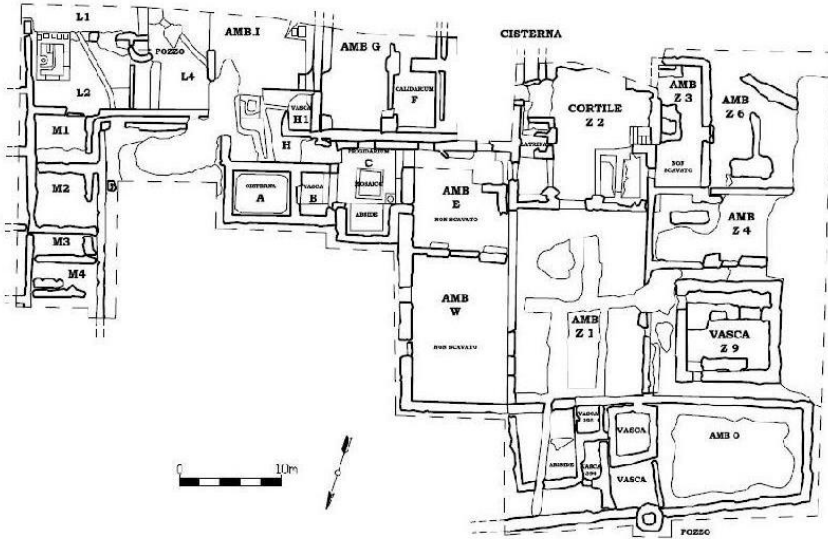 L1
POZZO
L4
L2
AMB. I
AMB G
CALIDARIUM
F
CISTERNA
CORTILE
Z 2
AMB
Z 3
NON
SCAVATO
AMB
Z 6
LATRINA
M1
M2
M3
M4
VASCA
H1
H
CISTERNA
A
VASCA
B
C
MOSAICO
ABSIDE
AMB
E
NON SCAVATO
AMB
Z 4
AMB
W
NON SCAVATO
AMB
Z 1
VASCA
Z 9
VASCA
ABSIDE
VASCA
VASCA
VASCA
AMB O
POZZO
0
10m